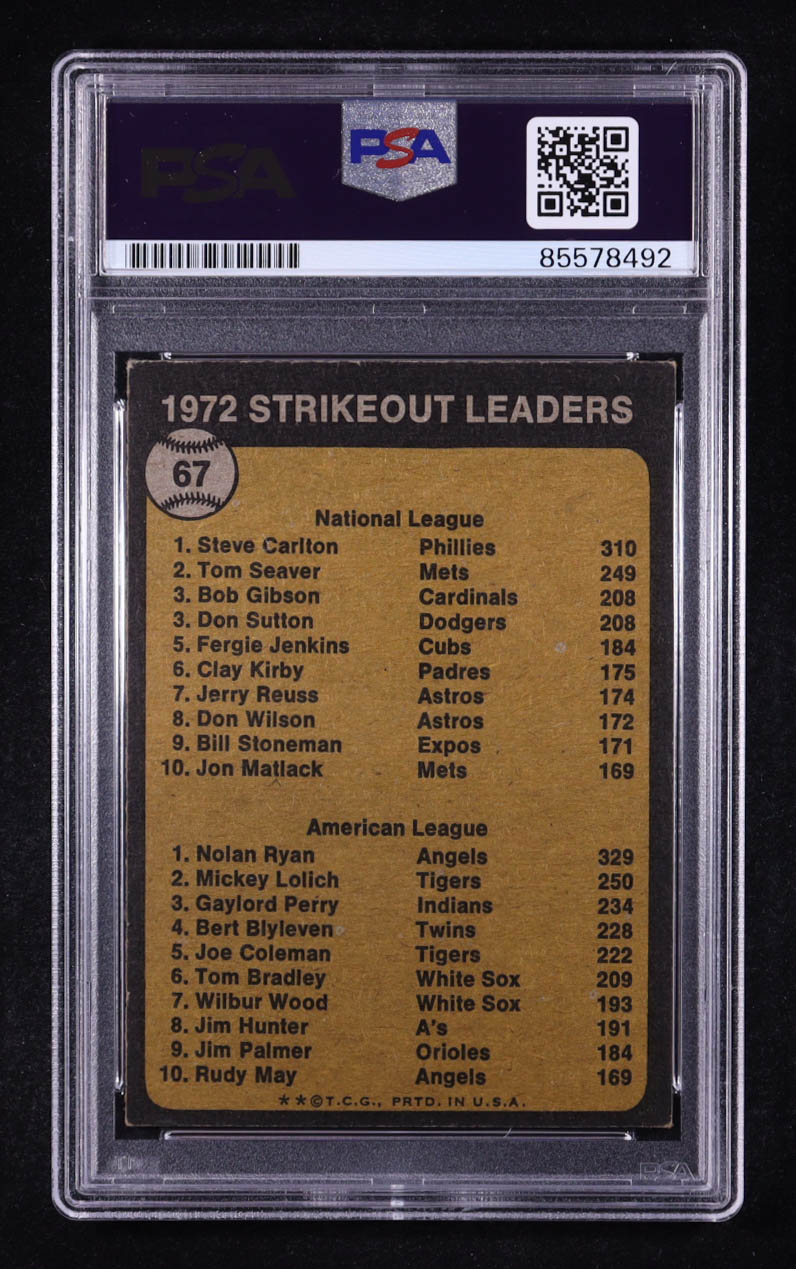 PSA
PSA
85578492
1972 STRIKEOUT LEADERS
67
National League
1. Steve Carlton Phillies 310
2. Tom Seaver Mets 249
3. Bob Gibson Cardinals 208
3. Don Sutton Dodgers 208
5. Fergie Jenkins Cubs 184
6. Clay Kirby Padres 175
7. Jerry Reuss Astros 174
8. Don Wilson Astros 172
9. Bill Stoneman Expos 171
10. Jon Matlack Mets 169
American League
1. Nolan Ryan Angels 329
2. Mickey Lolich Tigers 250
3. Gaylord Perry Indians 234
4. Bert Blyleven Twins 228
5. Joe Coleman Tigers 222
6. Tom Bradley White Sox 209
7. Wilbur Wood White Sox 193
8. Jim Hunter A's 191
9. Jim Palmer Orioles 184
10. Rudy May Angels 169
**©T.C.G., PRTD. IN U.S.A.
PSA